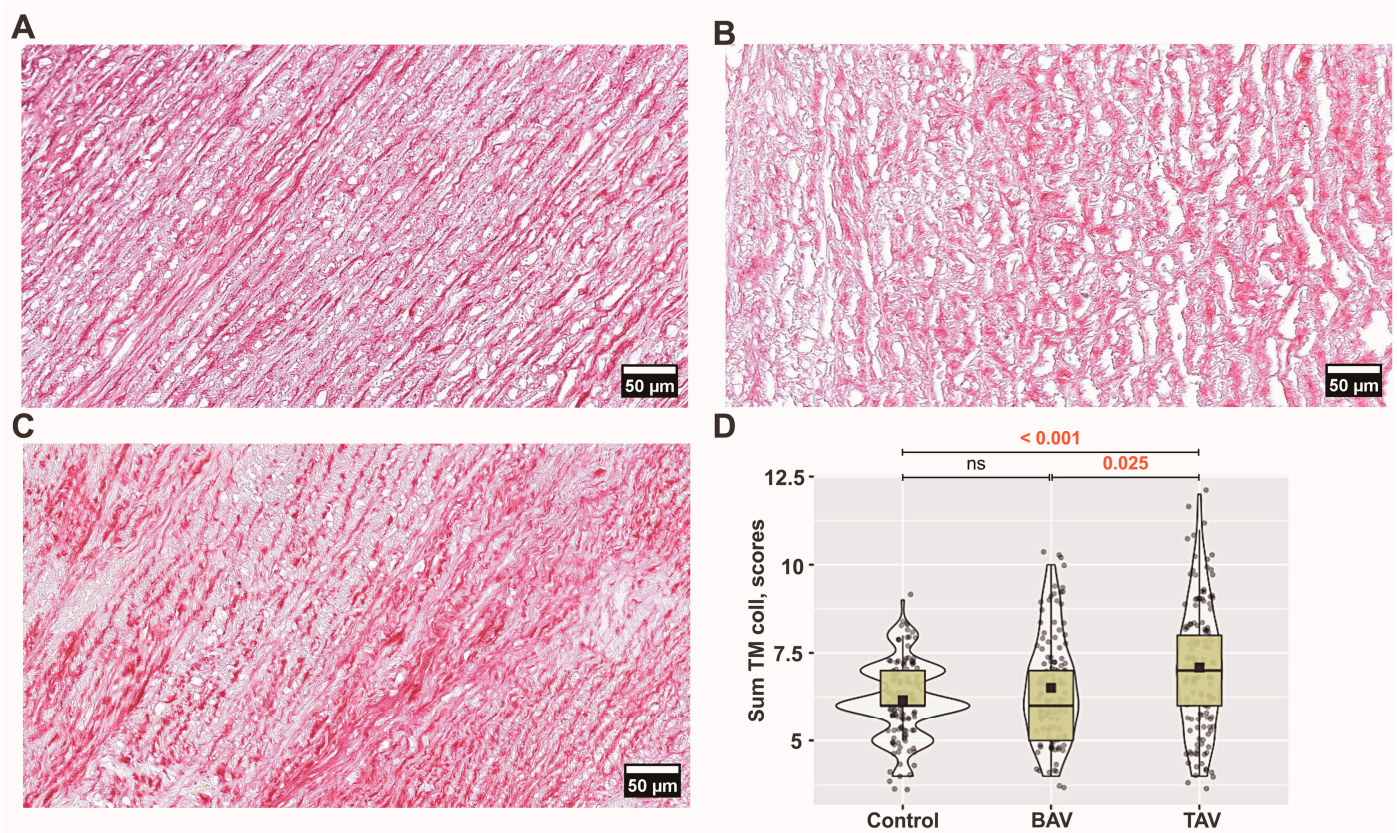 A
B
50 µm
50 µm
C
D
< 0.001
ns
0.025
12.5
10
7.5
5
Sum TM coll, scores
50 µm
Control
BAV
TAV